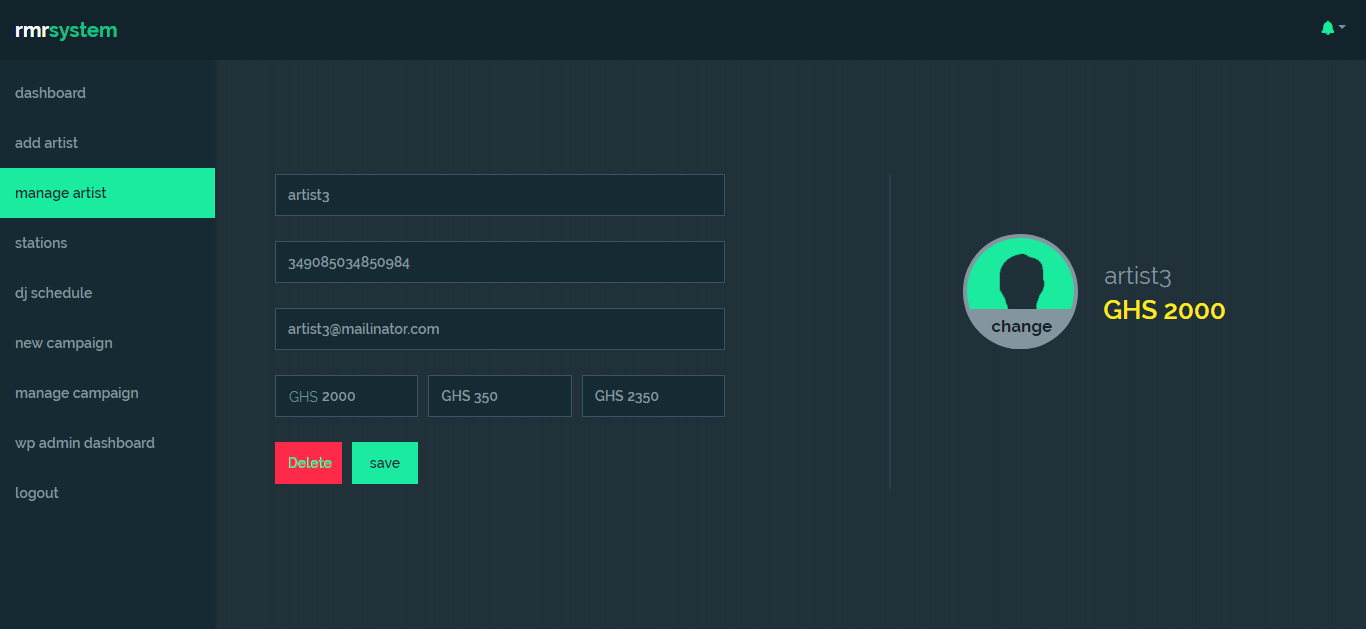 rmrsystem
dashboard
add artist
manage artist
stations
dj schedule
new campaign
manage campaign
wp admin dashboard
logout
artist3
349085034850984
artist3@mailinator.com
GHS 2000
GHS 350
GHS 2350
Delete
save
change
artist3
GHS 2000